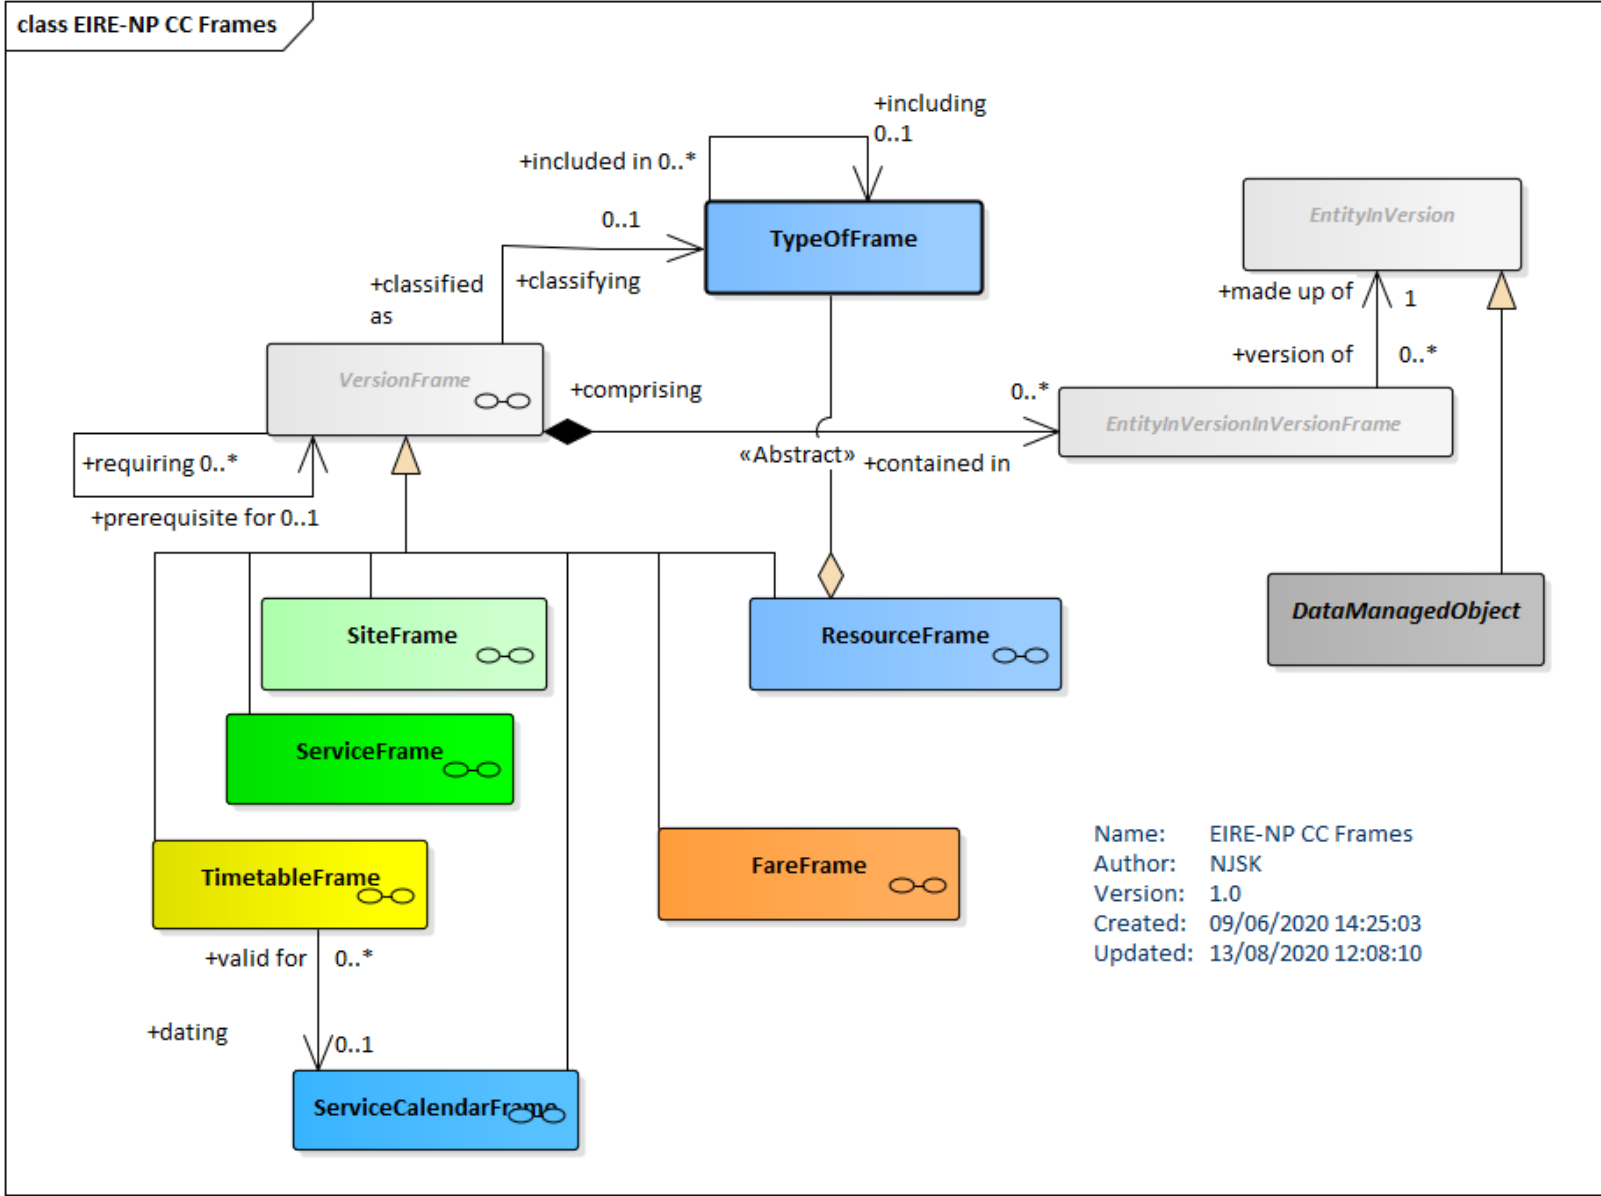 class EIRE-NP CC Frames
+including
0..1
+included in 0..*
0..1
TypeOfFrame
EntityInVersion
+classified
as
+classifying
+made up of
1
VersionFrame
+version of
0..*
+comprising
0..*
EntityInVersionInVersionFrame
+requiring 0..*
«Abstract»
+contained in
+prerequisite for 0..1
SiteFrame
ResourceFrame
DataManagedObject
ServiceFrame
TimetableFrame
FareFrame
Name: EIRE-NP CC Frames
Author: NJSK
Version: 1.0
Created: 09/06/2020 14:25:03
Updated: 13/08/2020 12:08:10
+valid for
0..*
+dating
0..1
ServiceCalendarFrame